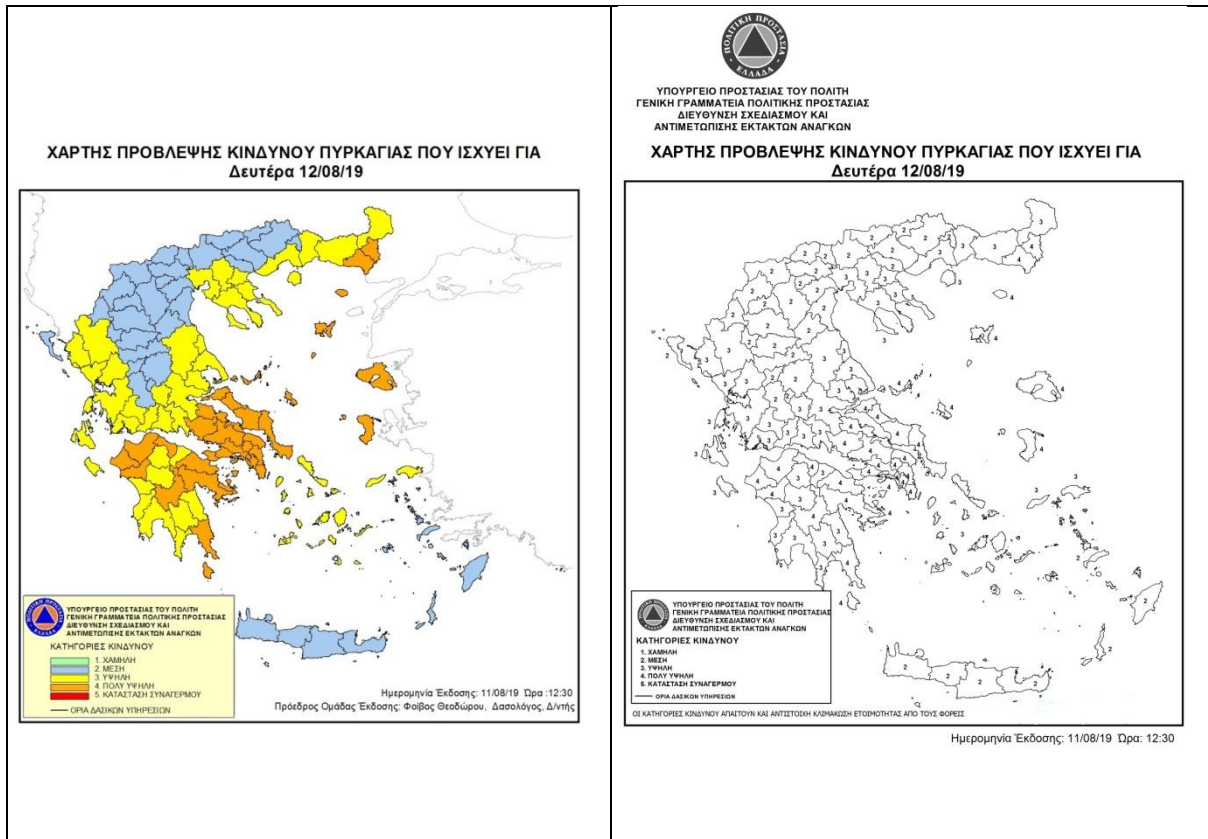 ΧΑΡΤΗΣ ΠΡΟΒΛΕΨΗΣ ΚΙΝΔΥΝΟΥ ΠΥΡΚΑΓΙΑΣ ΠΟΥ ΙΣΧΥΕΙ ΓΙΑ
Δευτέρα 12/08/19
ΠΟΛΙΤΙΚΗ ΠΡΟΣΤΑΣΙΑ
ΕΛΛΑΔΑ
ΥΠΟΥΡΓΕΙΟ ΠΡΟΣΤΑΣΙΑΣ ΤΟΥ ΠΟΛΙΤΗ
ΓΕΝΙΚΗ ΓΡΑΜΜΑΤΕΙΑ ΠΟΛΙΤΙΚΗΣ ΠΡΟΣΤΑΣΙΑΣ
ΔΙΕΥΘΥΝΣΗ ΣΧΕΔΙΑΣΜΟΥ ΚΑΙ
ΑΝΤΙΜΕΤΩΠΙΣΗΣ ΕΚΤΑΚΤΩΝ ΑΝΑΓΚΩΝ
ΚΑΤΗΓΟΡΙΕΣ ΚΙΝΔΥΝΟΥ
1. ΧΑΜΗΛΗ
2. ΜΕΣΗ
3. ΥΨΗΛΗ
4. ΠΟΛΥ ΥΨΗΛΗ
5. ΚΑΤΑΣΤΑΣΗ ΣΥΝΑΓΕΡΜΟΥ
ΟΡΙΑ ΔΑΣΙΚΩΝ ΥΠΗΡΕΣΙΩΝ
Ημερομηνία Έκδοσης: 11/08/19 Ώρα :12:30
Πρόεδρος Ομάδας Έκδοσης: Φοίβος Θεοδώρου, Δασολόγος, Δ/ντής
ΠΟΛΙΤΙΚΗ ΠΡΟΣΤΑΣΙΑ
ΕΛΛΑΔΑ
ΥΠΟΥΡΓΕΙΟ ΠΡΟΣΤΑΣΙΑΣ ΤΟΥ ΠΟΛΙΤΗ
ΓΕΝΙΚΗ ΓΡΑΜΜΑΤΕΙΑ ΠΟΛΙΤΙΚΗΣ ΠΡΟΣΤΑΣΙΑΣ
ΔΙΕΥΘΥΝΣΗ ΣΧΕΔΙΑΣΜΟΥ ΚΑΙ
ΑΝΤΙΜΕΤΩΠΙΣΗΣ ΕΚΤΑΚΤΩΝ ΑΝΑΓΚΩΝ
ΧΑΡΤΗΣ ΠΡΟΒΛΕΨΗΣ ΚΙΝΔΥΝΟΥ ΠΥΡΚΑΓΙΑΣ ΠΟΥ ΙΣΧΥΕΙ ΓΙΑ
Δευτέρα 12/08/19
ΥΠΟΥΡΓΕΙΟ ΠΡΟΣΤΑΣΙΑΣ ΤΟΥ ΠΟΛΙΤΗ
ΓΕΝΙΚΗ ΓΡΑΜΜΑΤΕΙΑ ΠΟΛΙΤΙΚΗΣ ΠΡΟΣΤΑΣΙΑΣ
ΔΙΕΥΘΥΝΣΗ ΣΧΕΔΙΑΣΜΟΥ ΚΑΙ
ΑΝΤΙΜΕΤΩΠΙΣΗΣ ΕΚΤΑΚΤΩΝ ΑΝΑΓΚΩΝ
ΚΑΤΗΓΟΡΙΕΣ ΚΙΝΔΥΝΟΥ
1. ΧΑΜΗΛΗ
2. ΜΕΣΗ
3. ΥΨΗΛΗ
4. ΠΟΛΥ ΥΨΗΛΗ
5. ΚΑΤΑΣΤΑΣΗ ΣΥΝΑΓΕΡΜΟΥ
ΟΡΙΑ ΔΑΣΙΚΩΝ ΥΠΗΡΕΣΙΩΝ
ΟΙ ΚΑΤΗΓΟΡΙΕΣ ΚΙΝΔΥΝΟΥ ΑΠΑΙΤΟΥΝ ΚΑΙ ΑΝΤΙΣΤΟΙΧΗ ΚΛΙΜΑΚΩΣΗ ΕΤΟΙΜΟΤΗΤΑΣ ΑΠΟ ΤΟΥΣ ΦΟΡΕΙΣ
Ημερομηνία Έκδοσης: 11/08/19 Ώρα: 12:30